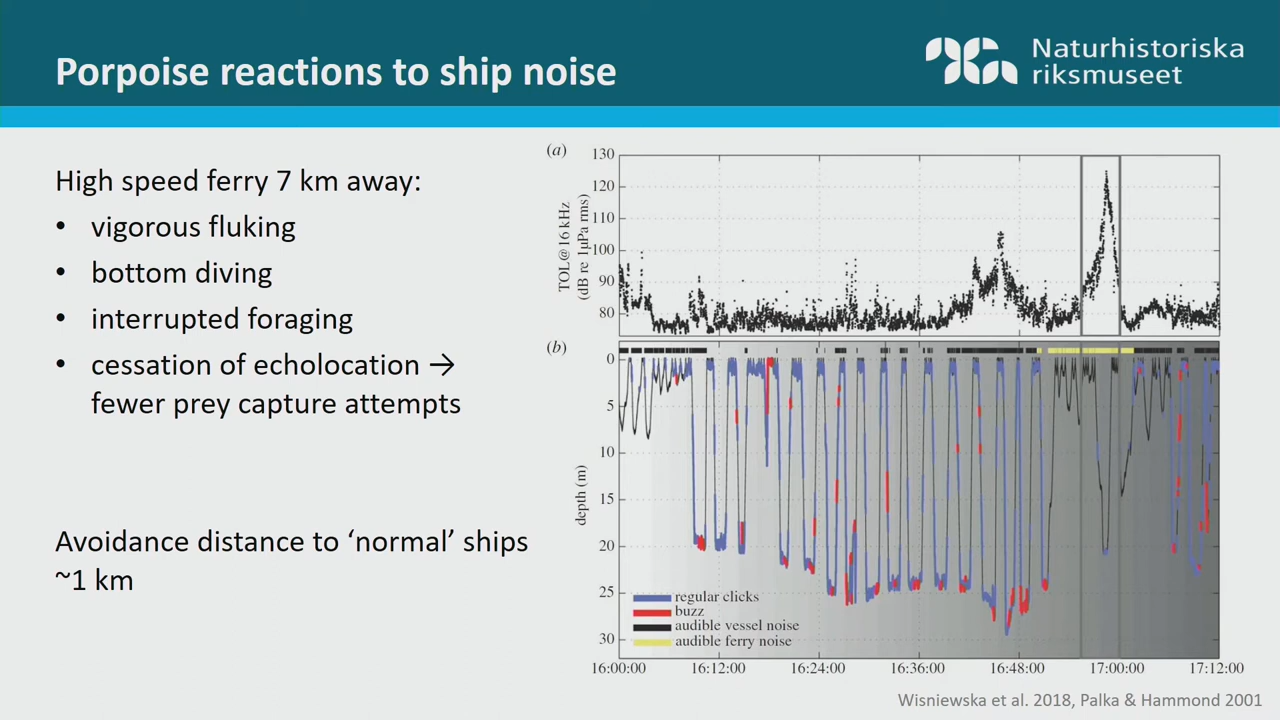 Porpoise reactions to ship noise
Naturhistoriska
riksmuseet
High speed ferry 7 km away:
• vigorous fluking
• bottom diving
• interrupted foraging
• cessation of echolocation →
fewer prey capture attempts
Avoidance distance to ‘normal’ ships
~1 km
(a)
TOL@16 kHz
(dB re 1µPa rms)
130
120
110
100
90
80
(b)
depth (m)
0
5
10
15
20
25
30
regular clicks
buzz
audible vessel noise
audible ferry noise
16:00:00 16:12:00 16:24:00 16:36:00 16:48:00 17:00:00 17:12:00
Wisniewska et al. 2018, Palka & Hammond 2001